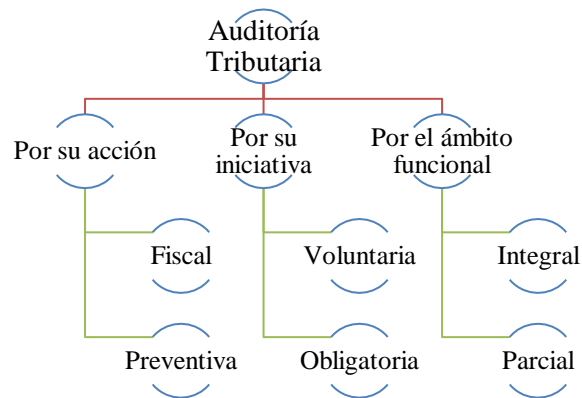 Auditoría
Tributaria
Por su acción
Por su
iniciativa
Por el ámbito
funcional
Fiscal
Voluntaria
Integral
Preventiva
Obligatoria
Parcial